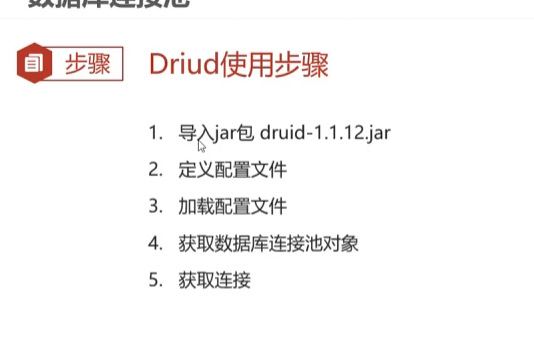 数据库连接池
步骤
Driud使用步骤
1. 导入jar包 druid-1.1.12.jar
2. 定义配置文件
3. 加载配置文件
4. 获取数据库连接池对象
5. 获取连接